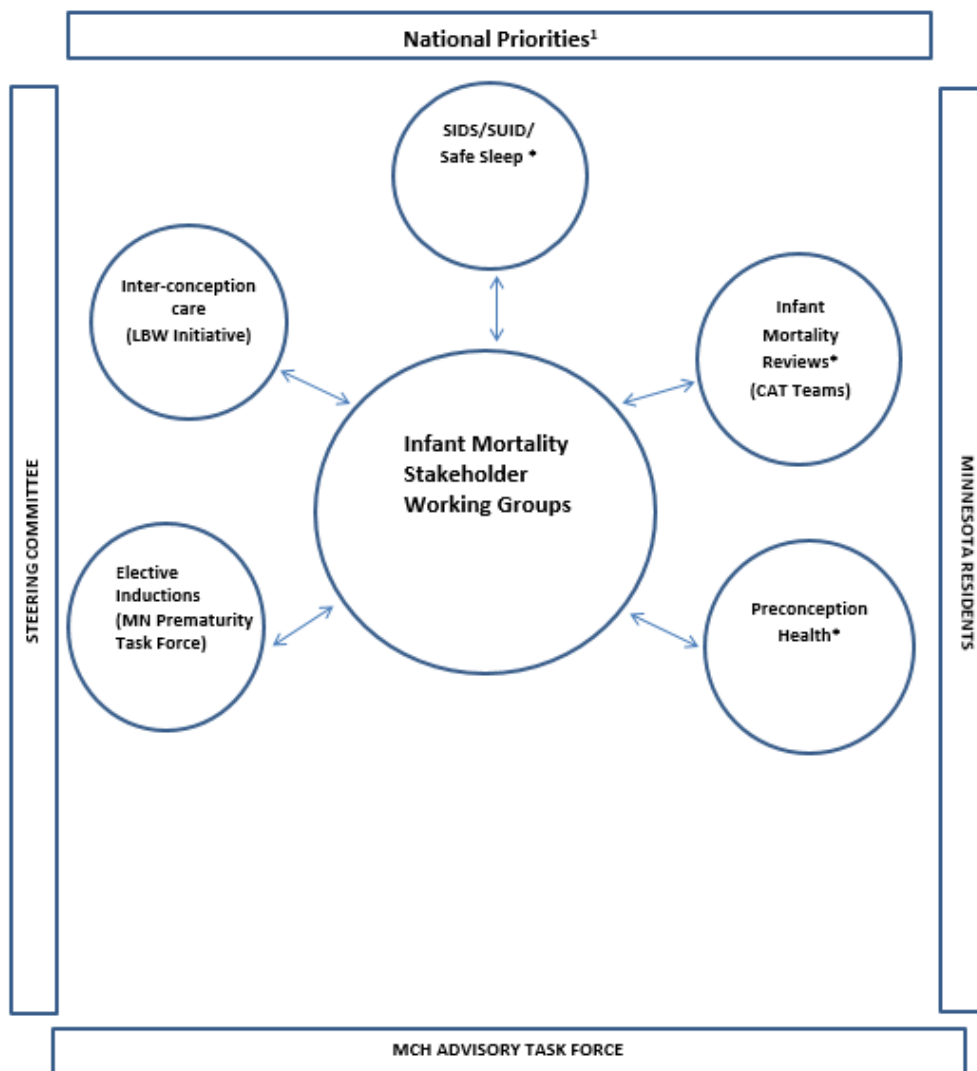 National Priorities¹
SIDS/SUID/
Safe Sleep *
Inter-conception
care
(LBW Initiative)
Infant
Mortality
Reviews*
(CAT Teams)
Infant Mortality
Stakeholder
Working Groups
STEERING COMMITTEE
MINNESOTA RESIDENTS
Elective
Inductions
(MN Prematurity
Task Force)
Preconception
Health*
MCH ADVISORY TASK FORCE